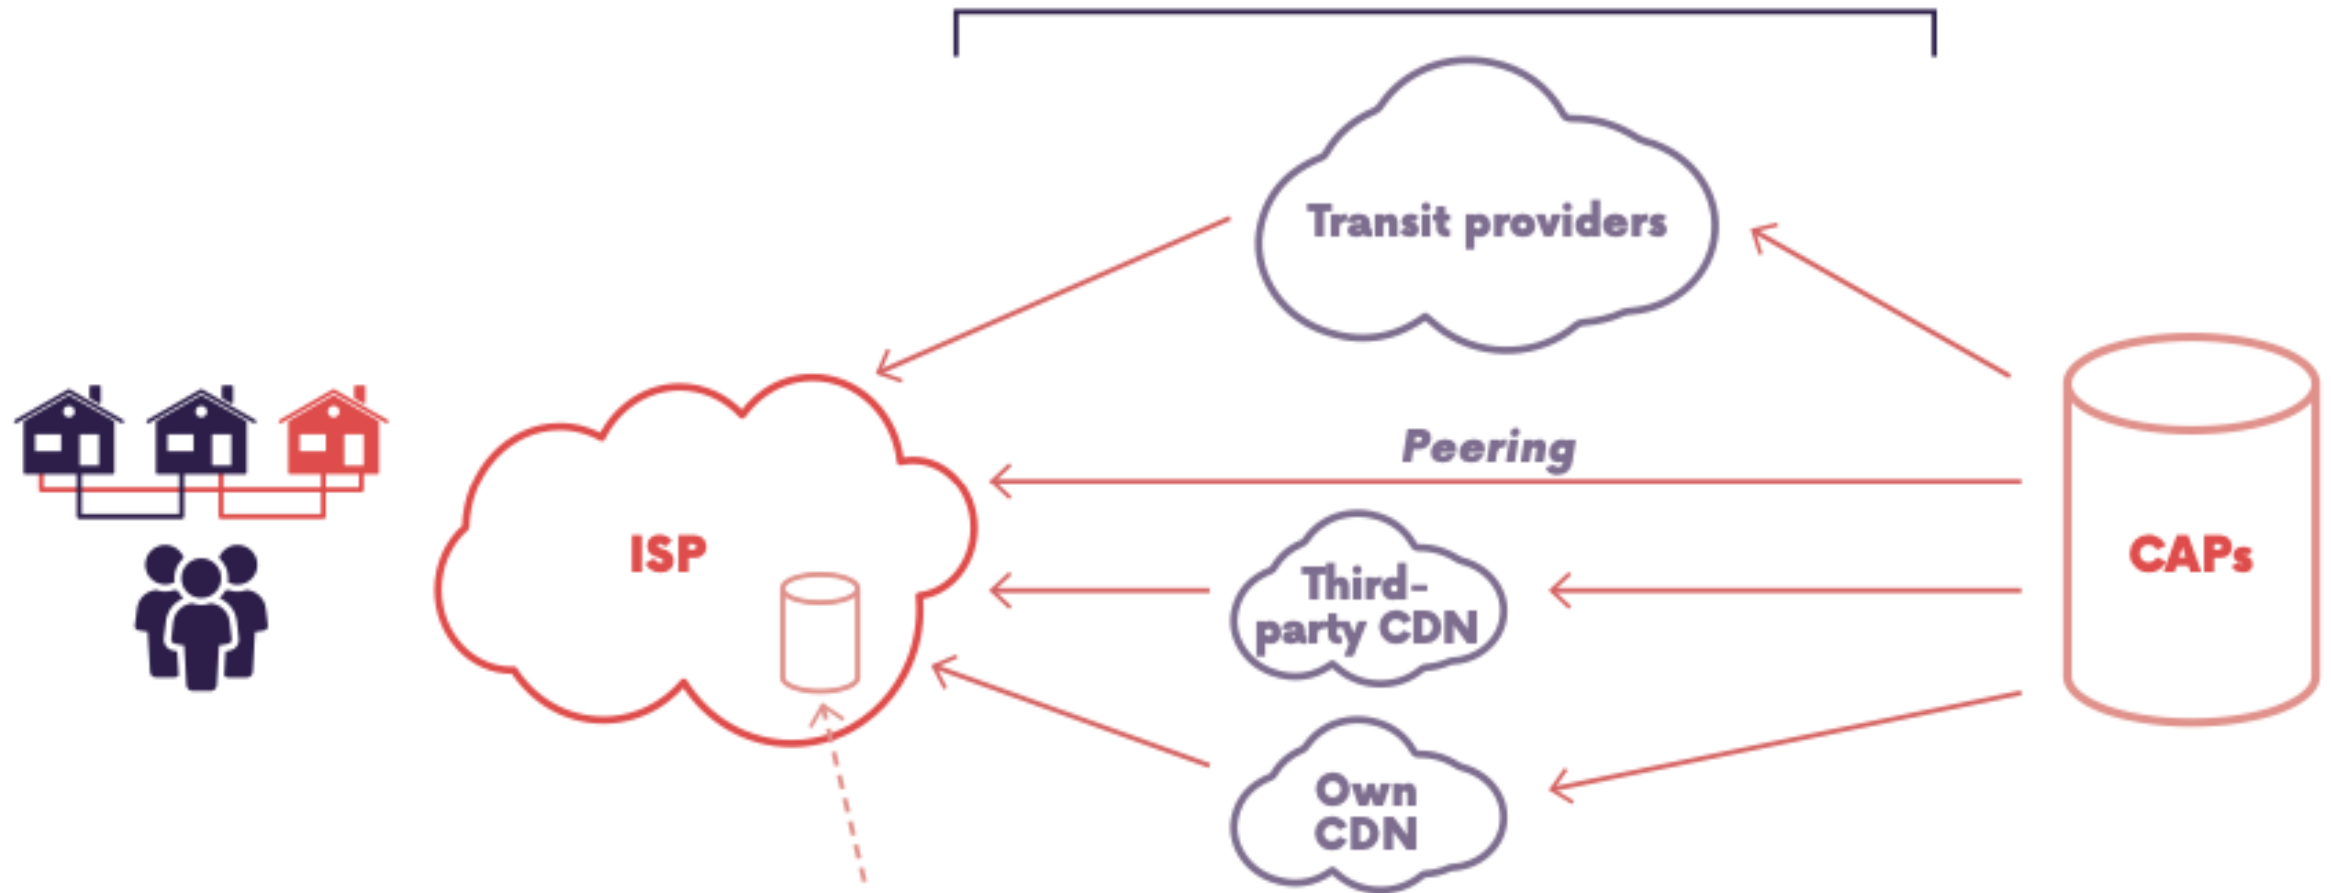 Transit providers
Peering
ISP
Third-
party CDN
CAPs
Own
CDN